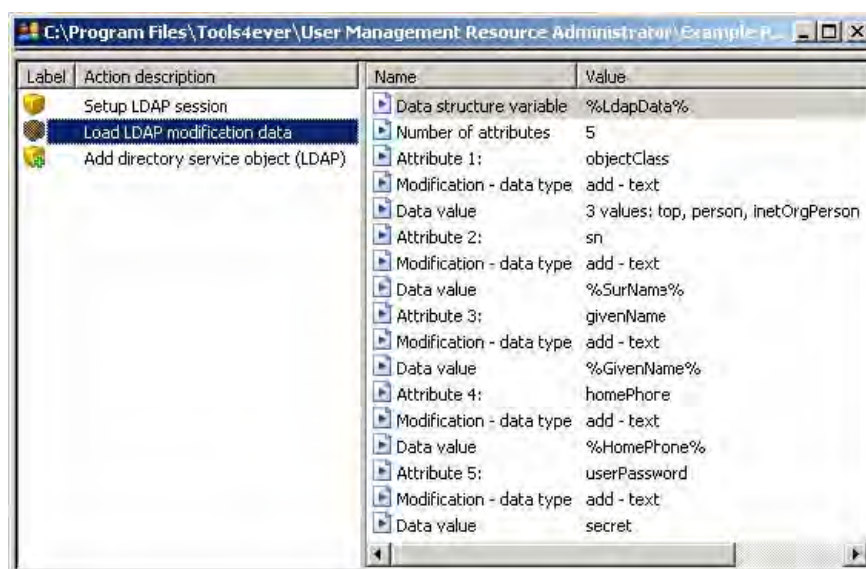 C:\Program Files\Tools4ever\User Management Resource Administrator\Example P...
Label Action description
Setup LDAP session
Load LDAP modification data
Add directory service object (LDAP)
Name Value
Data structure variable %LdapData%
Number of attributes 5
Attribute 1: objectClass
Modification - data type add - text
Data value 3 values: top, person, inetOrgPerson
Attribute 2: sn
Modification - data type add - text
Data value %SurName%
Attribute 3: givenName
Modification - data type add - text
Data value %GivenName%
Attribute 4: homePhone
Modification - data type add - text
Data value %HomePhone%
Attribute 5: userPassword
Modification - data type add - text
Data value secret